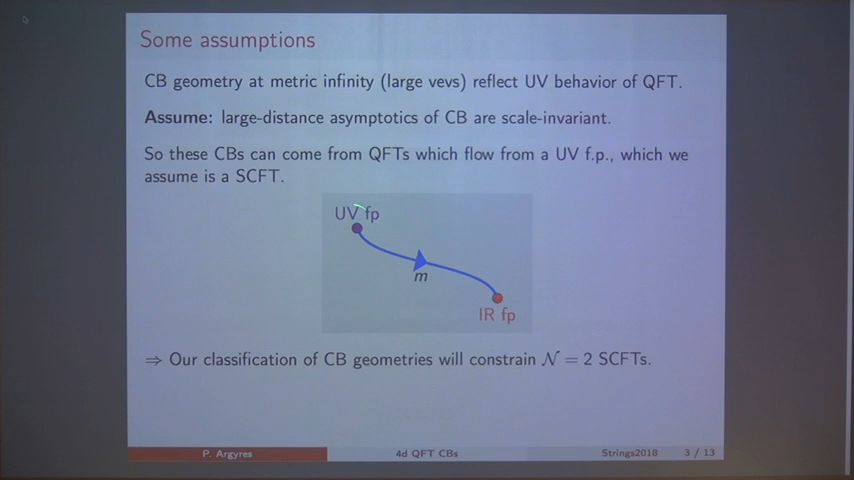 Some assumptions
CB geometry at metric infinity (large vevs) reflect UV behavior of QFT.
Assume: large-distance asymptotics of CB are scale-invariant.
So these CBs can come from QFTs which flow from a UV f.p., which we
assume is a SCFT.
UV fp
m
IR fp
⇒ Our classification of CB geometries will constrain 𝒩 = 2 SCFTs.
P. Argyres 4d QFT CBs Strings2018 3 / 13